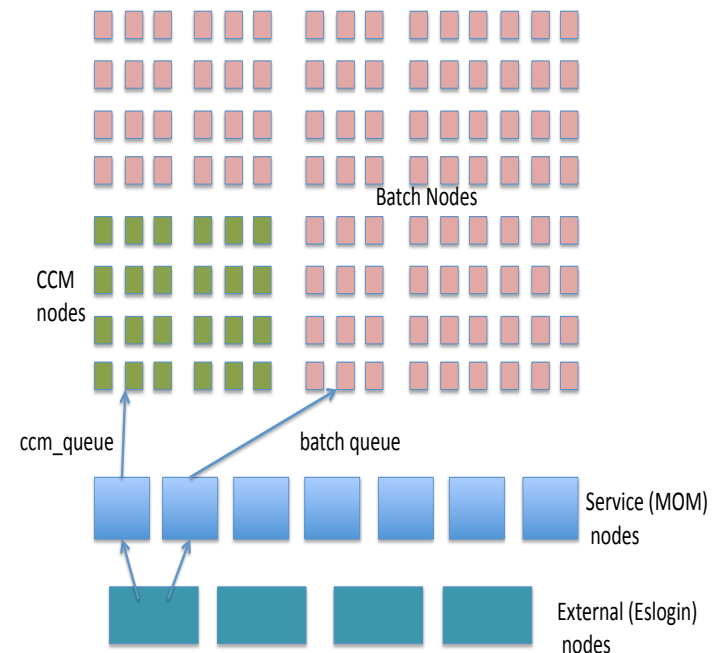 Batch Nodes
CCM
nodes
ccm_queue
batch queue
Service (MOM)
nodes
External (Eslogin)
nodes